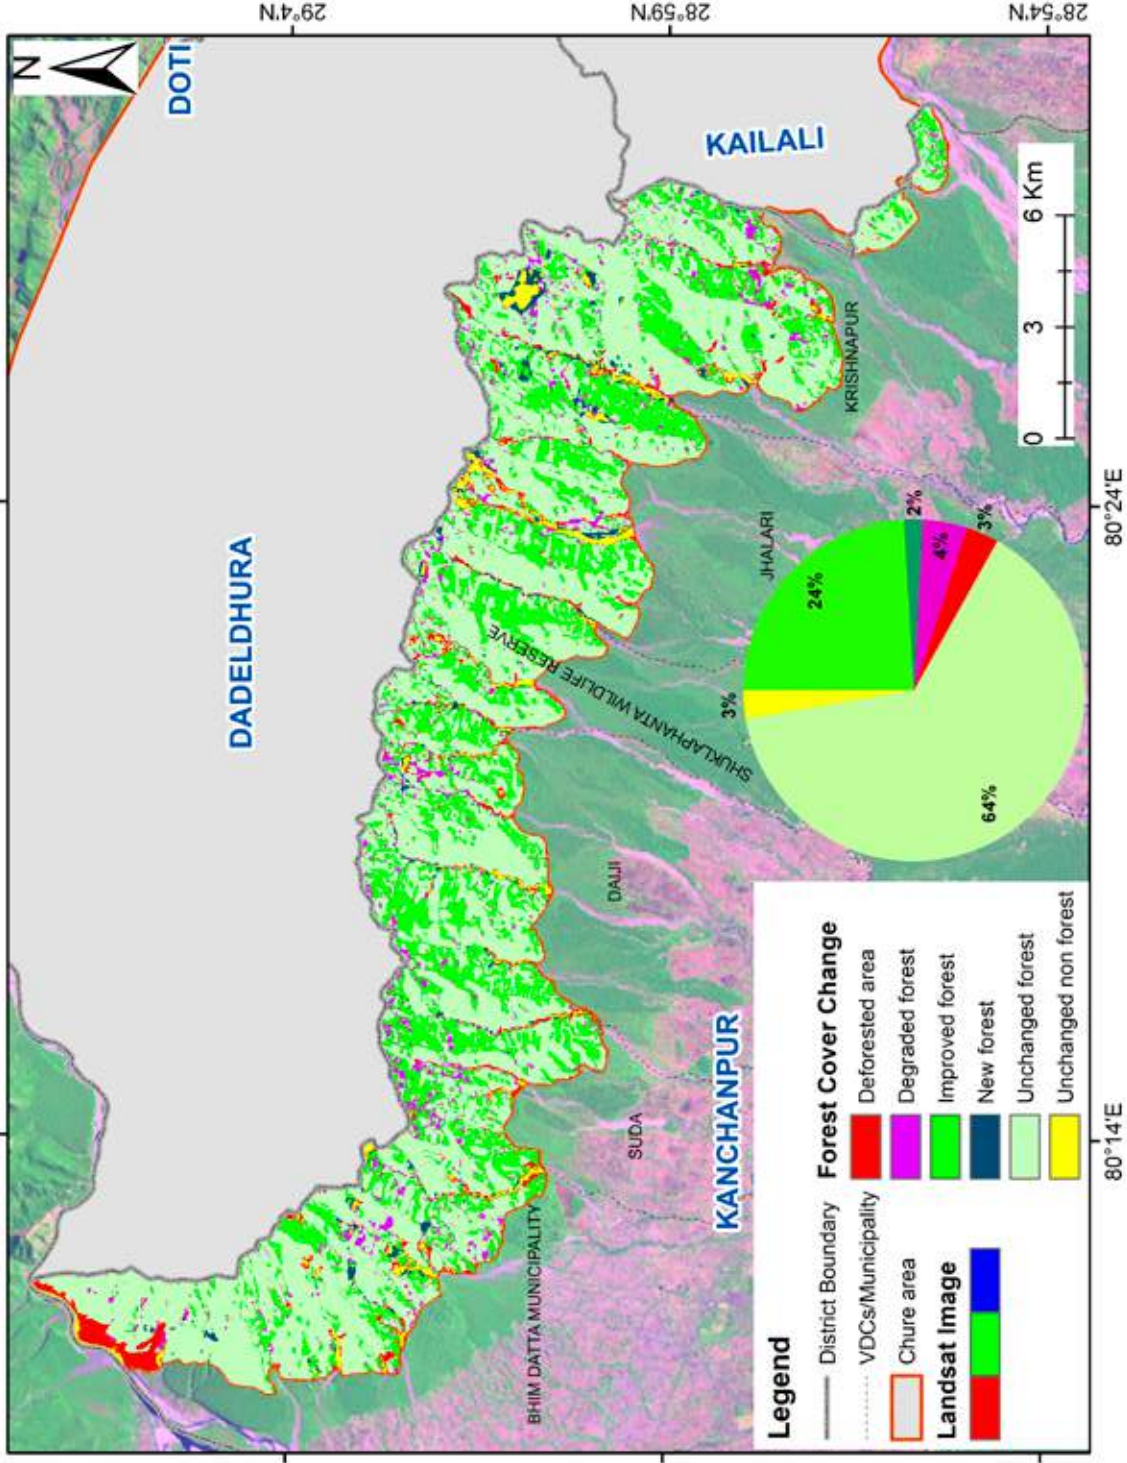 N
DOTI
29°4'N
28°59'N
28°54'N
DADELDHURA
KAILALI
KRISHNAPUR
JHALARI
SHUKLAPHANTA WILDLIFE RESERVE
DAIJI
SUDA
KANCHANPUR
BHIM DATTA MUNICIPALITY
80°14'E
80°24'E
0 3 6 Km
3%
24%
2%
4%
3%
64%
Legend
District Boundary
VDCs/Municipality
Chure area
Landsat Image
Forest Cover Change
Deforested area
Degraded forest
Improved forest
New forest
Unchanged forest
Unchanged non forest